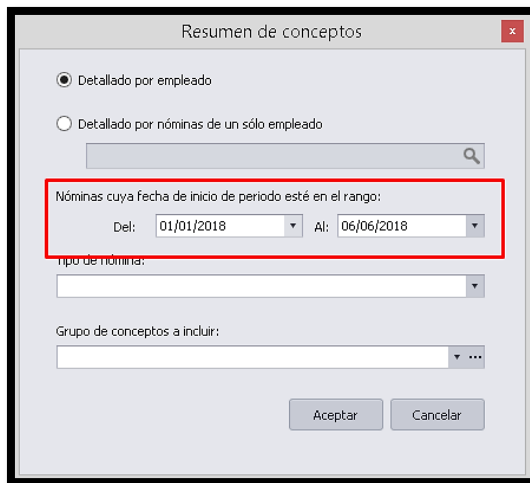 Resumen de conceptos
x
Detallado por empleado
Detallado por nóminas de un sólo empleado
Nóminas cuya fecha de inicio de periodo esté en el rango:
Del: 01/01/2018 Al: 06/06/2018
Tipo de nómina:
Grupo de conceptos a incluir:
...
Aceptar Cancelar